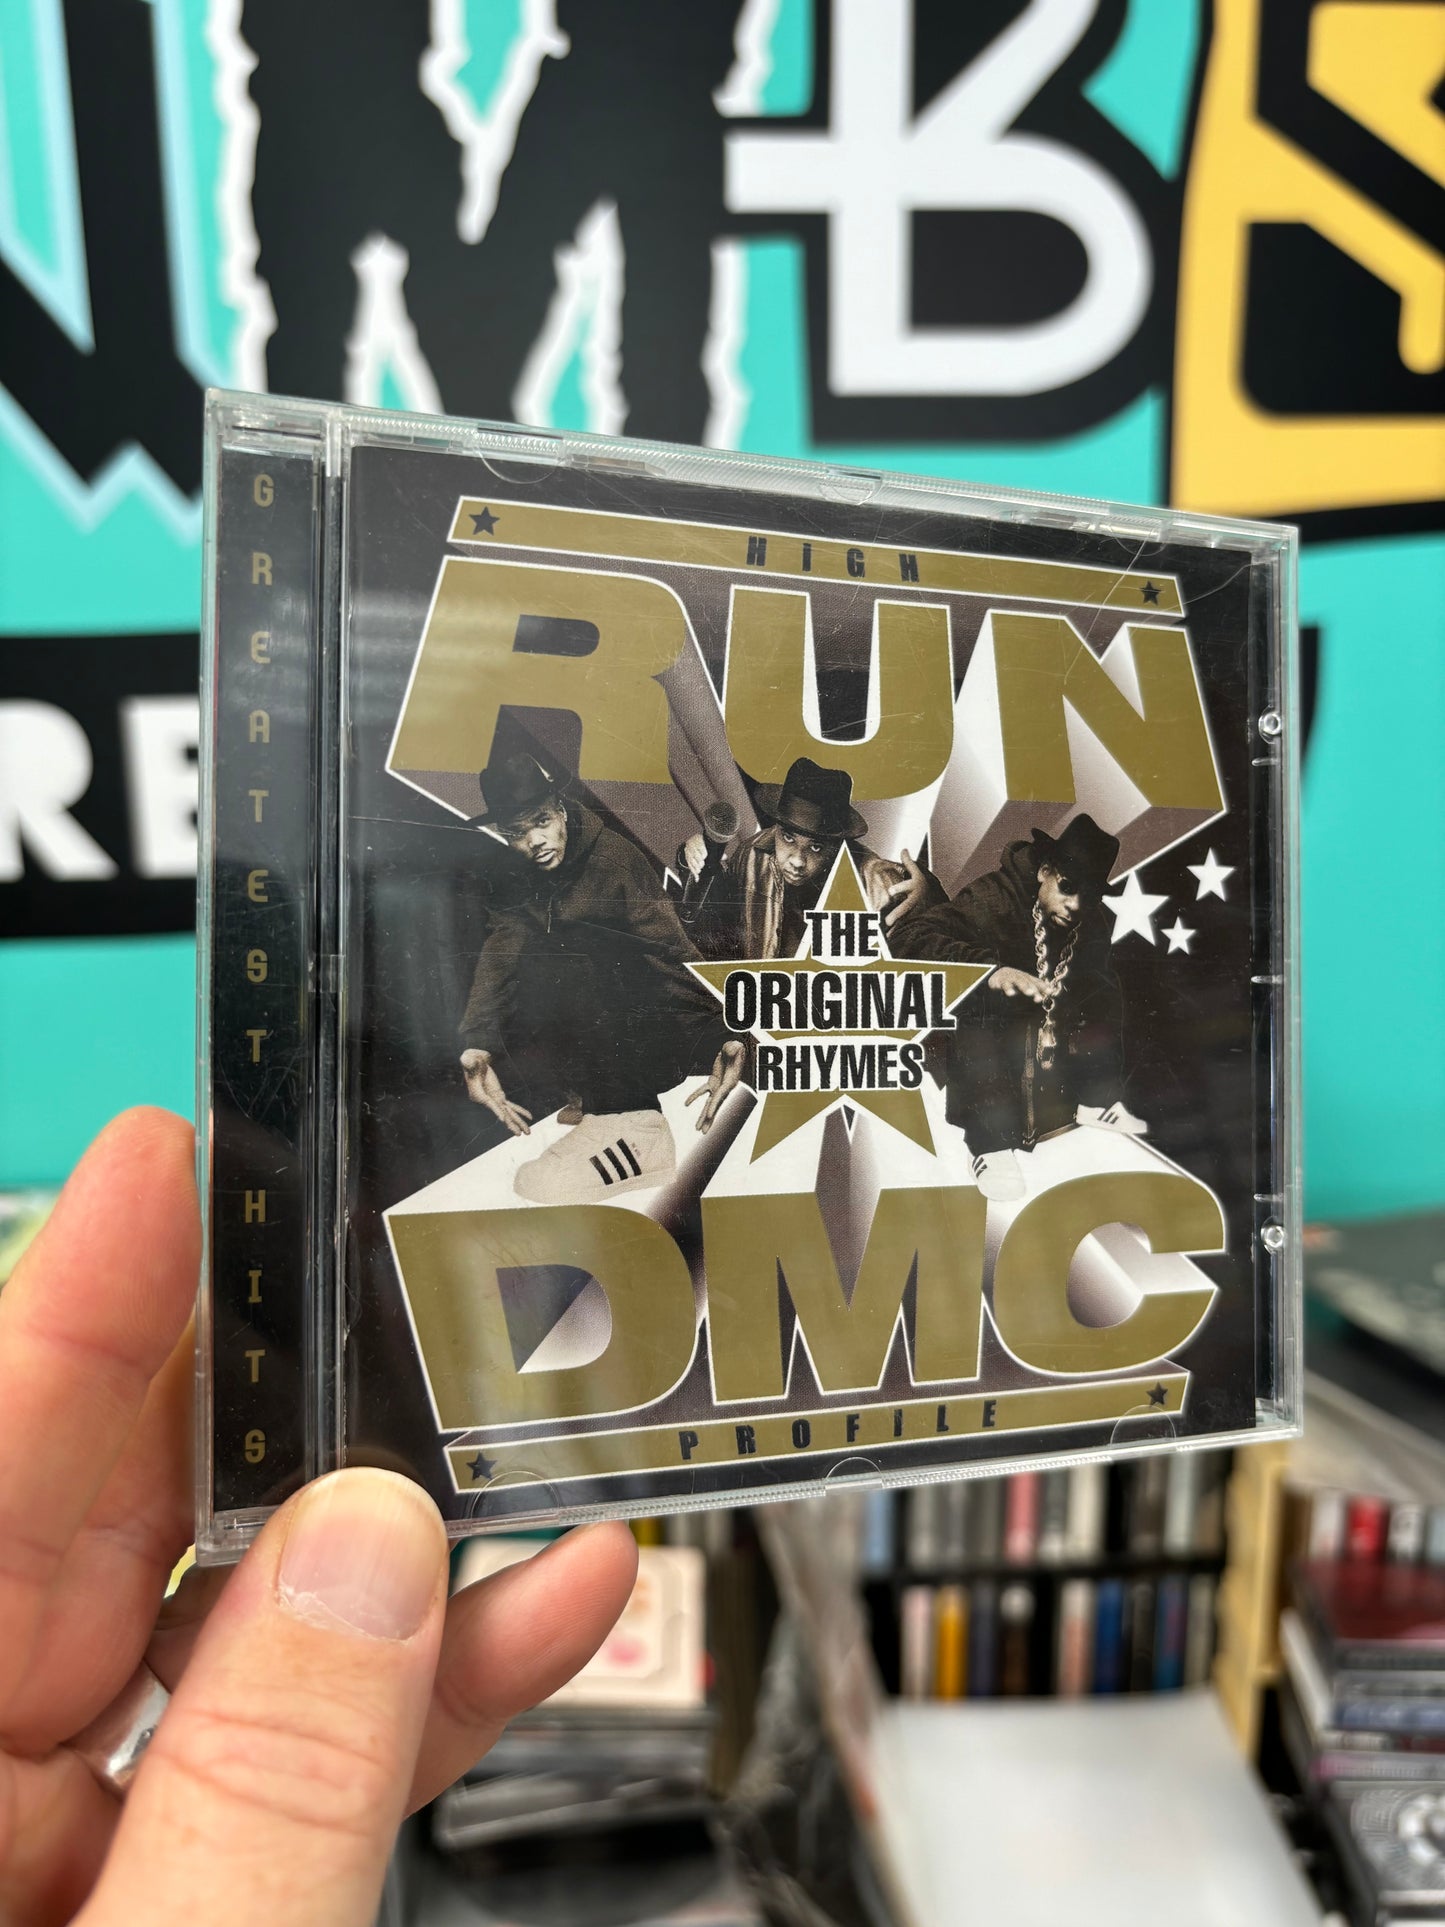 GREATEST HITS
HiGH
RUN
THE
ORIGINAL
RHYMES
DMC
PROFILE